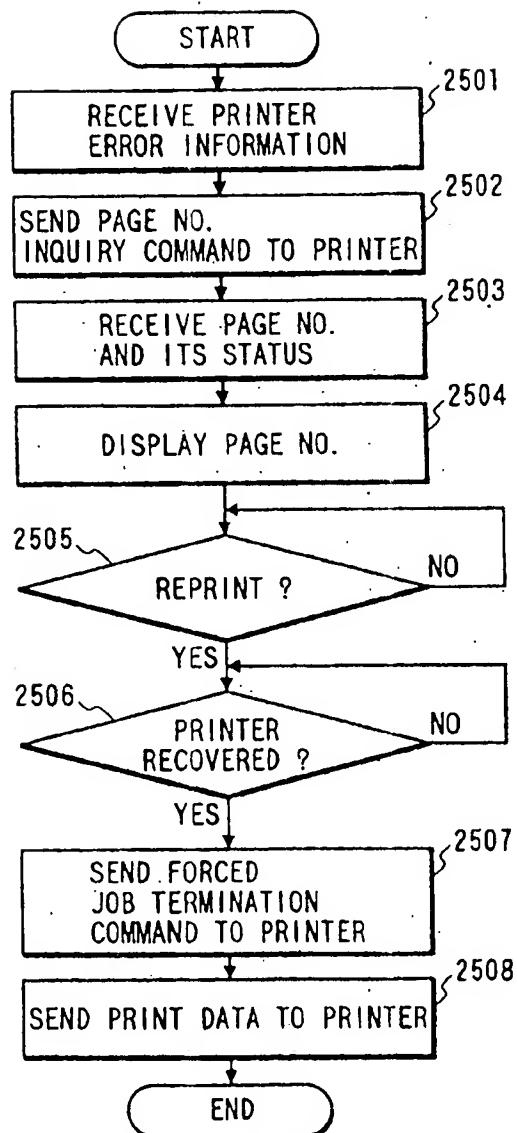 START
2501
RECEIVE PRINTER
ERROR INFORMATION
2502
SEND PAGE NO.
INQUIRY COMMAND TO PRINTER
2503
RECEIVE PAGE NO.
AND ITS STATUS
2504
DISPLAY PAGE NO.
2505
REPRINT ?
NO
YES
2506
PRINTER
RECOVERED ?
NO
YES
2507
SEND FORCED
JOB TERMINATION
COMMAND TO PRINTER
2508
SEND PRINT DATA TO PRINTER
END